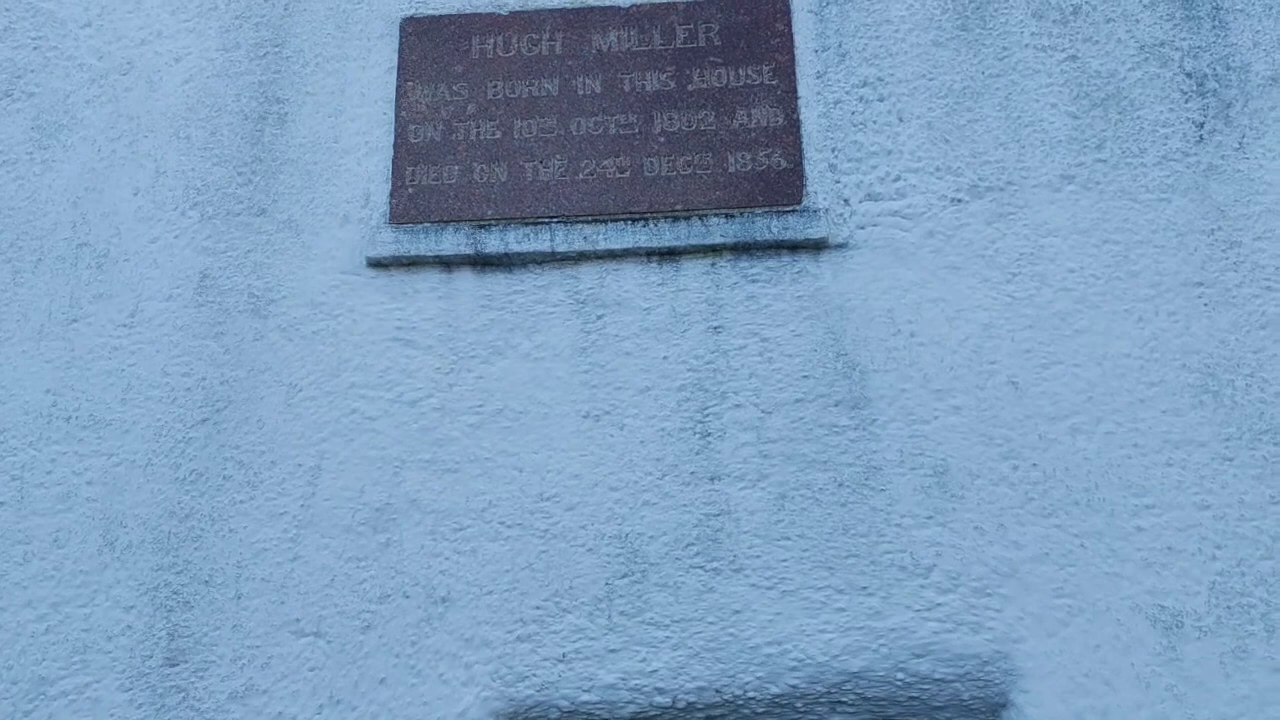 HUGH MILLER
WAS BORN IN THIS HOUSE
ON THE 10TH OCTR 1802 AND
DIED ON THE 24TH DECR 1856.